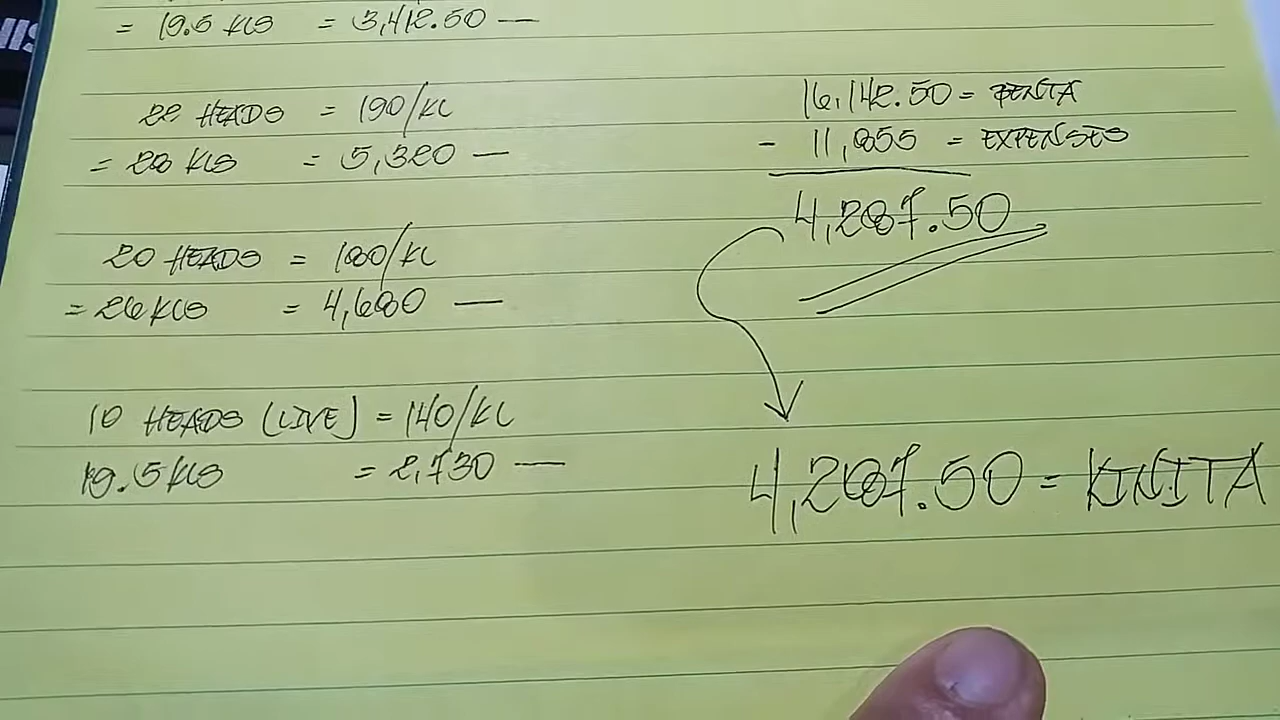 = 19.5 KLS = 3,412.50 —
22 HEADS = 190/KL
= 28 KLS = 5,320 —
20 HEADS = 180/KL
= 26 KLS = 4,680 —
10 HEADS (LIVE) = 140/KL
19.5 KLS = 2,730 —
16,142.50 = BENTA
- 11,855 = EXPENSES
4,287.50
4,287.50 = KINITA